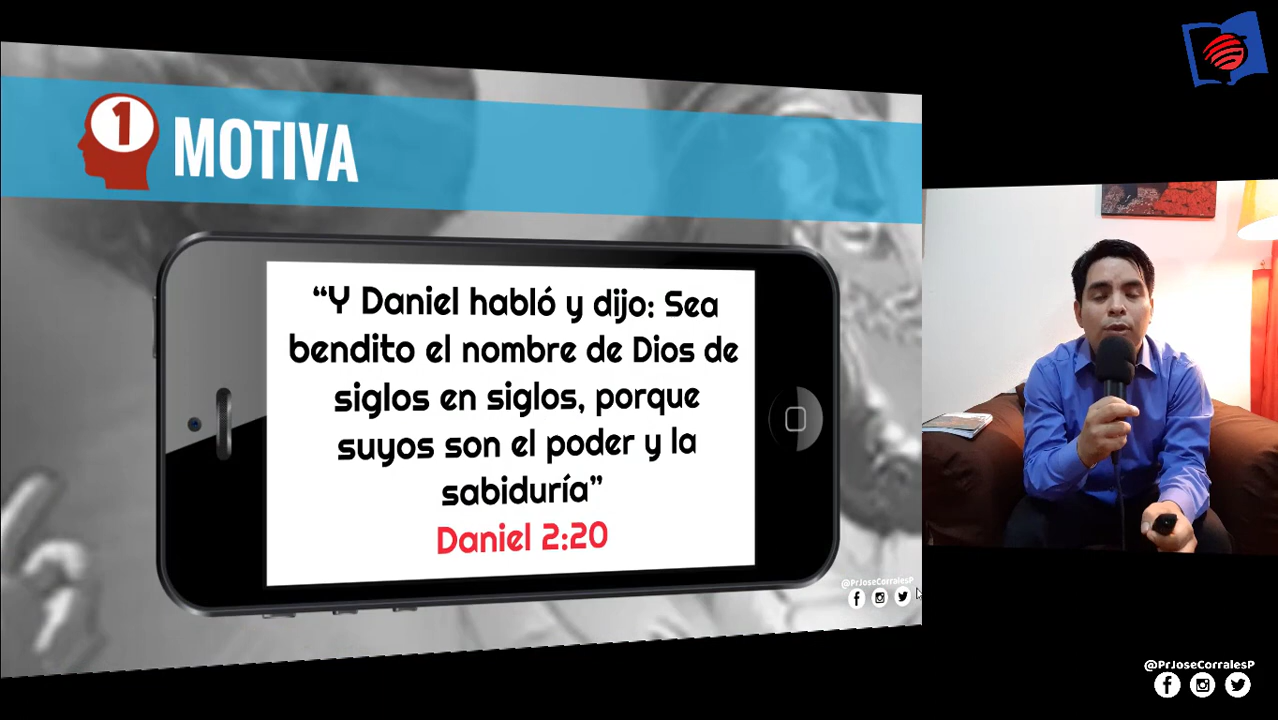 1 MOTIVA
“Y Daniel habló y dijo: Sea
bendito el nombre de Dios de
siglos en siglos, porque
suyos son el poder y la
sabiduría”
Daniel 2:20
@PrJoseCorralesP
@PrJoseCorralesP